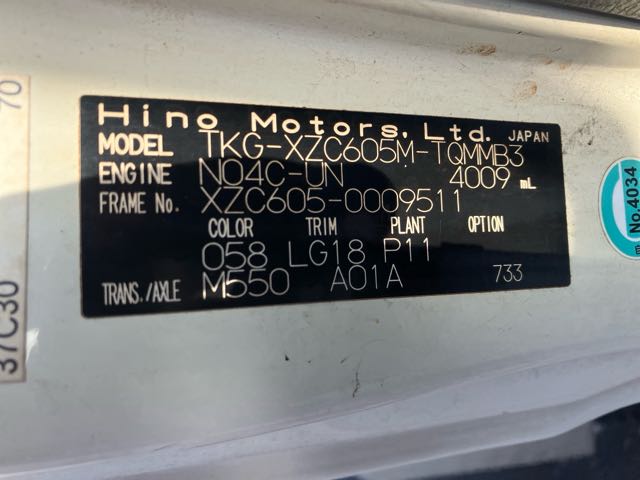 Hino Motors, Ltd. JAPAN
MODEL TKG-XZC605M-TQMMB3
ENGINE N04C-UN 4009 mL
FRAME No. XZC605-0009511
COLOR TRIM PLANT OPTION
058 LG18 P11
TRANS./AXLE M550 A01A 733
37C30
70
No.4034